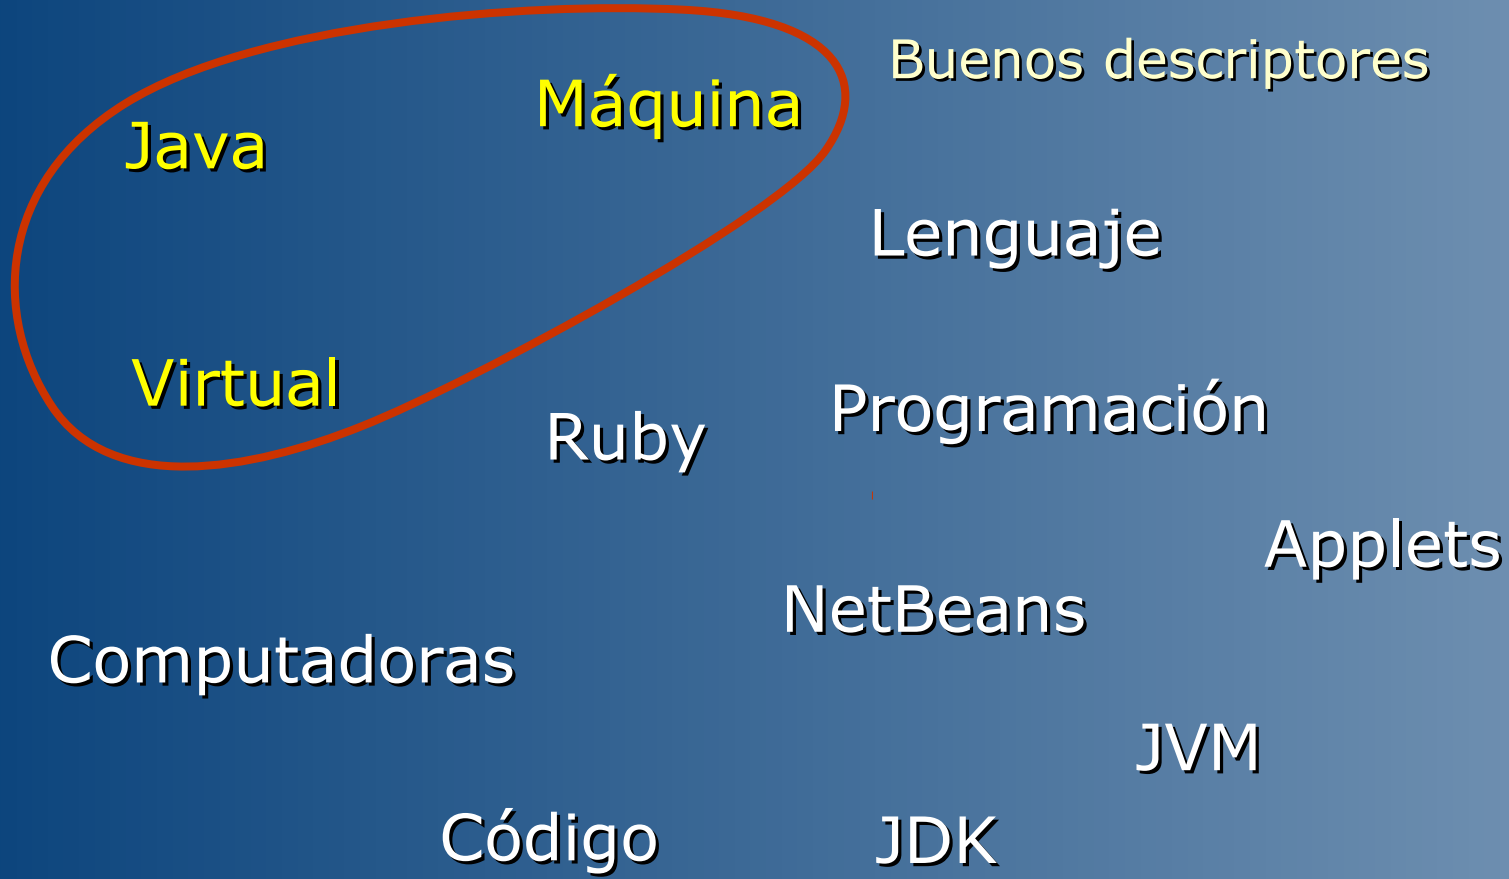 Buenos descriptores
Máquina
Java
Lenguaje
Virtual
Programación
Ruby
Applets
NetBeans
Computadoras
JVM
Código
JDK